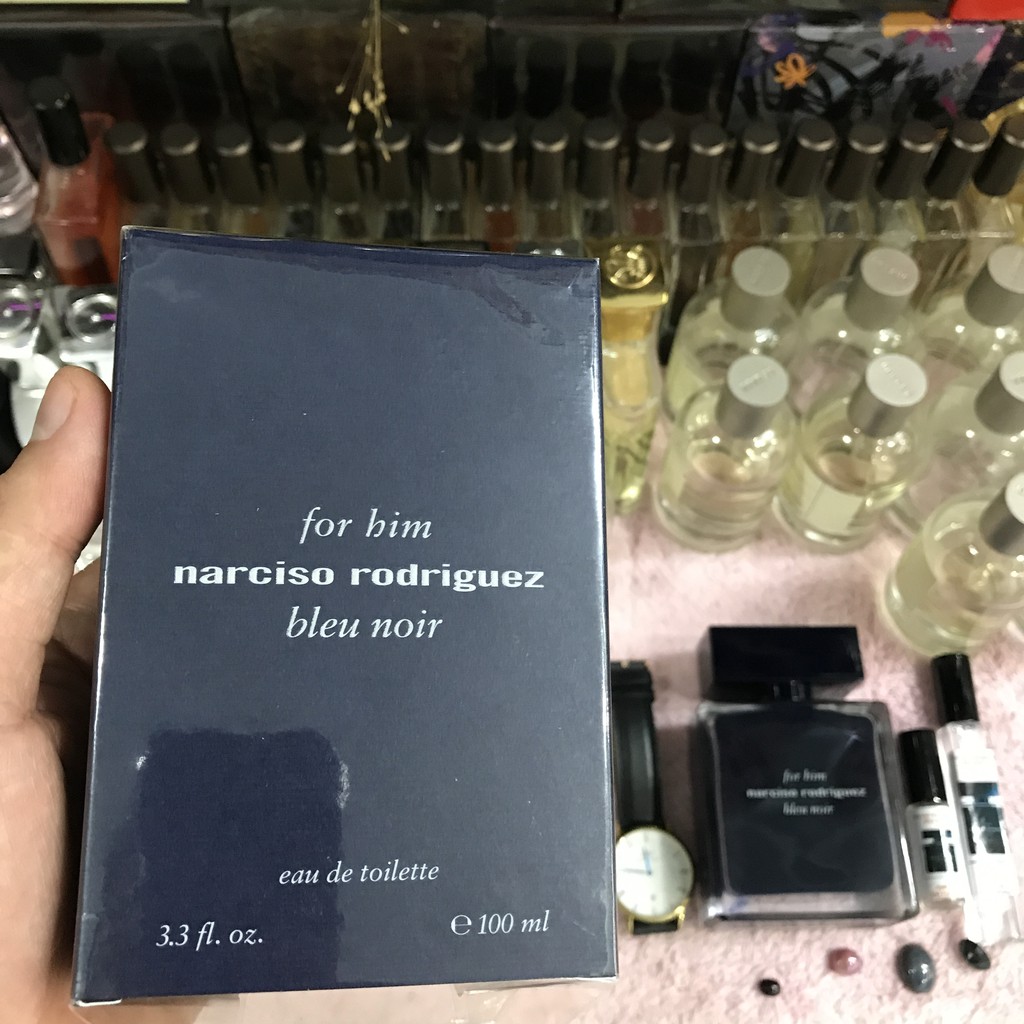 for him
narciso rodriguez
bleu noir
eau de toilette
3.3 fl. oz.
℮ 100 ml
for him
narciso rodriguez
bleu noir